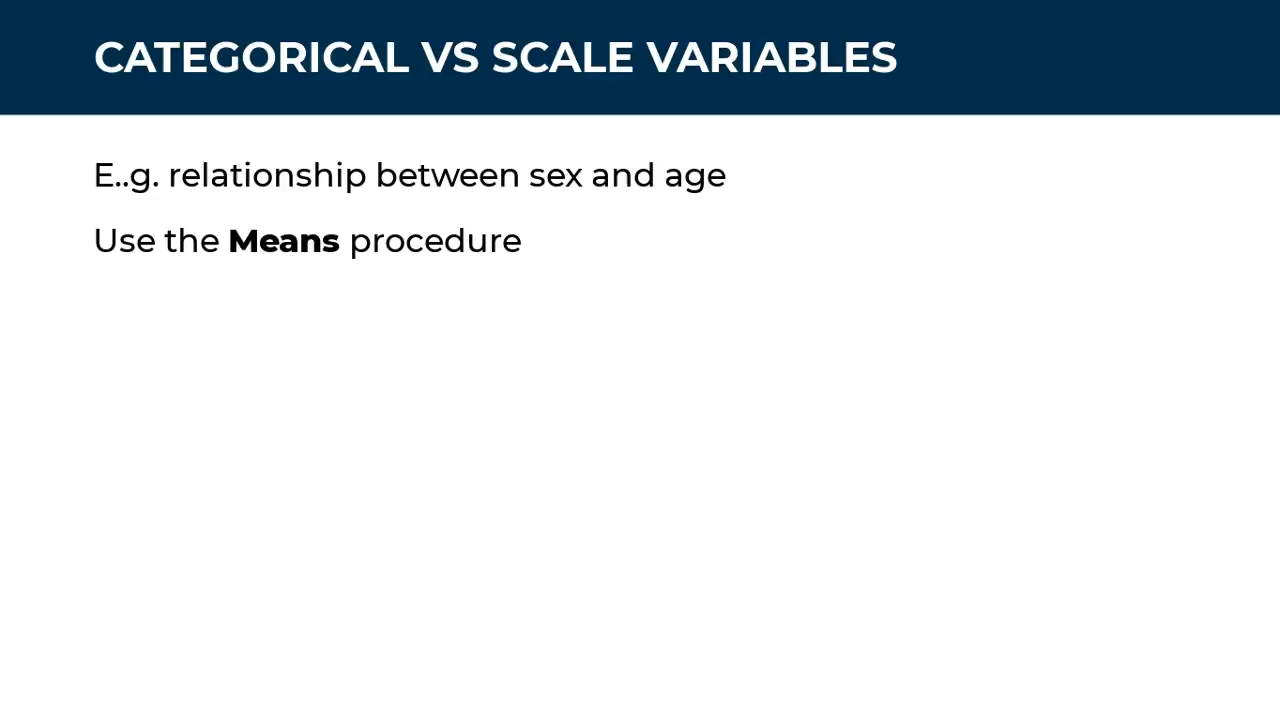 CATEGORICAL VS SCALE VARIABLES
E..g. relationship between sex and age
Use the Means procedure